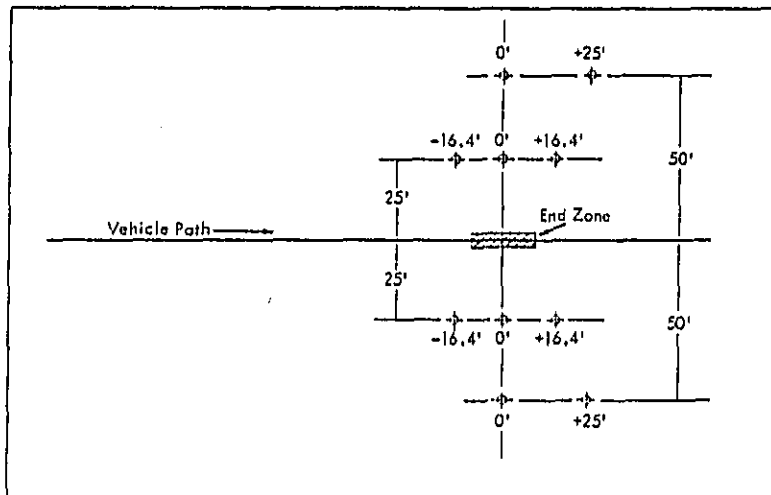 0' +25'
-16.4' 0' +16.4'
50'
25'
End Zone
Vehicle Path
25'
-16.4' 0' +16.4'
50'
0' +25'